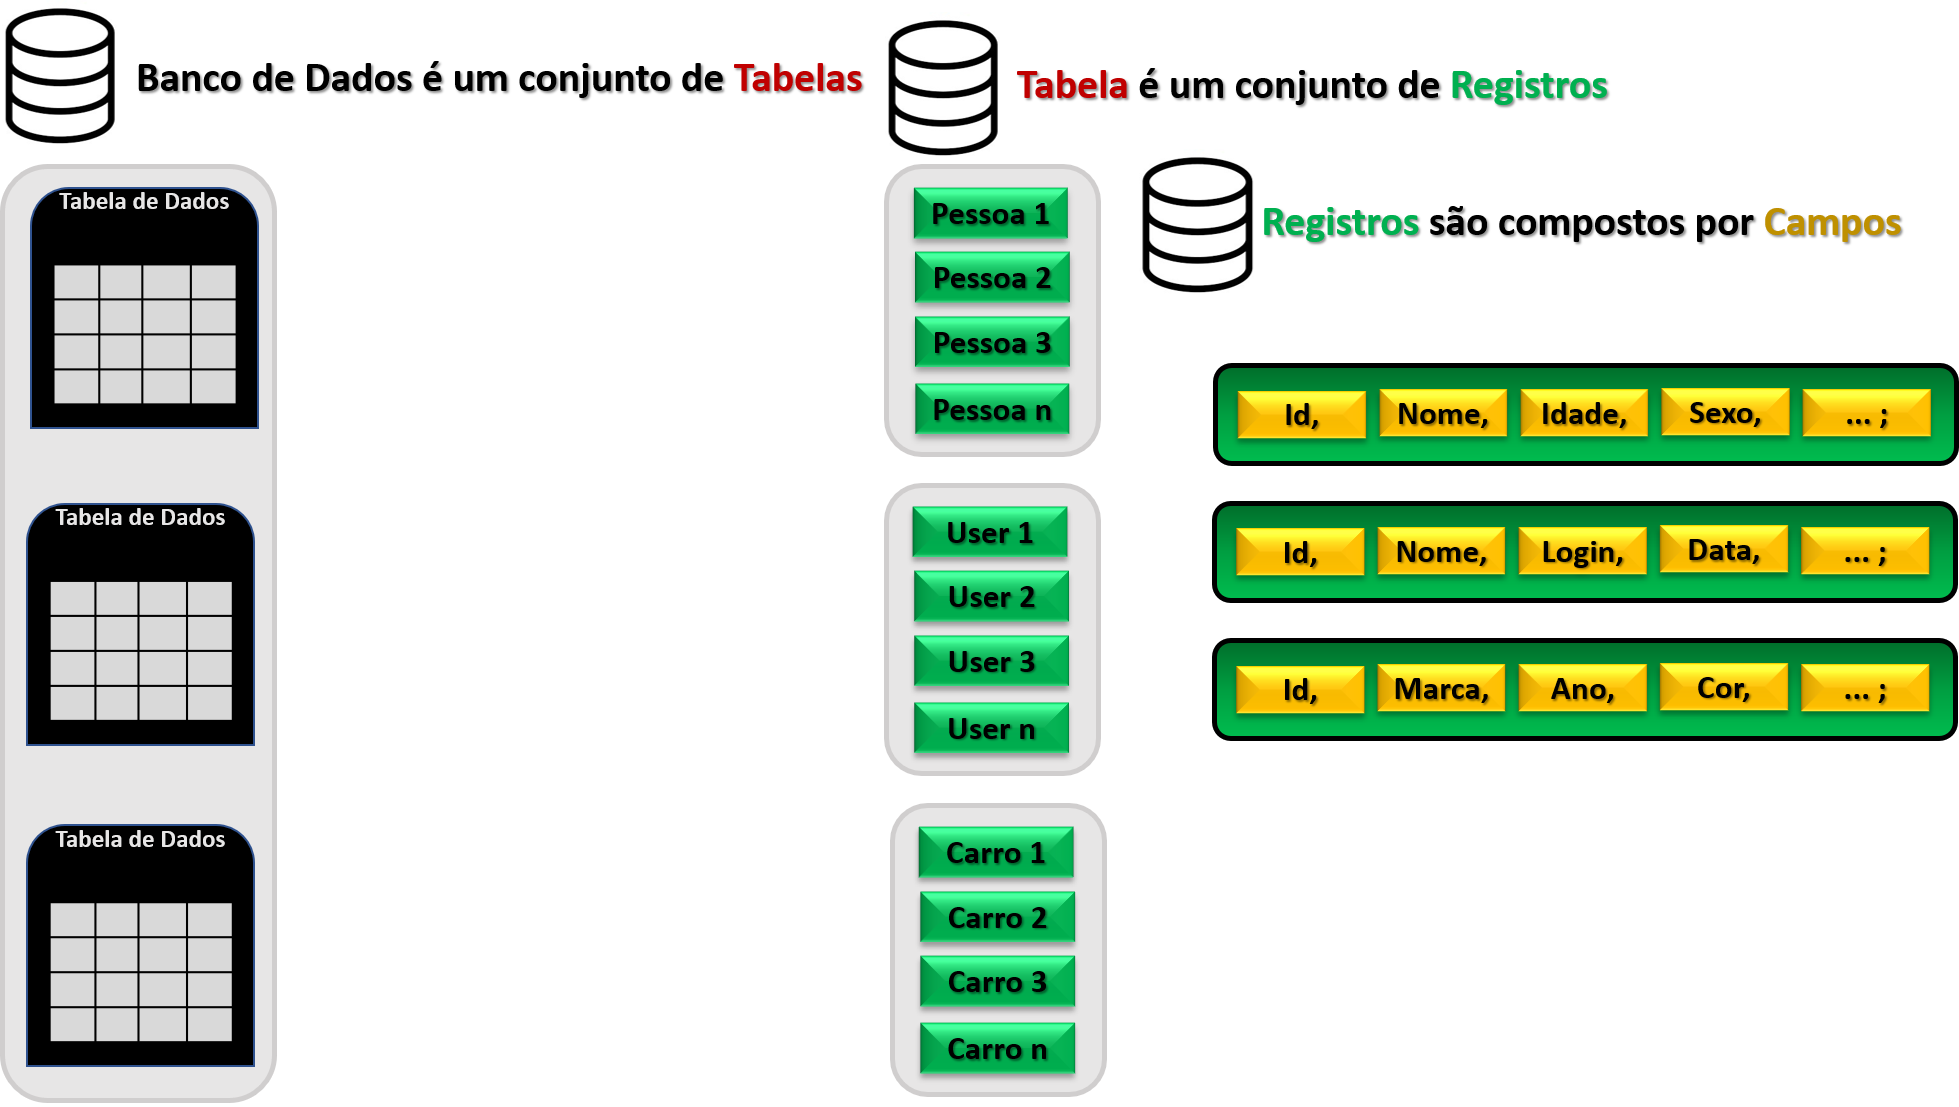 Banco de Dados é um conjunto de Tabelas
Tabela de Dados
Tabela de Dados
Tabela de Dados
Tabela é um conjunto de Registros
Pessoa 1
Pessoa 2
Pessoa 3
Pessoa n
User 1
User 2
User 3
User n
Carro 1
Carro 2
Carro 3
Carro n
Registros são compostos por Campos
Id, Nome, Idade, Sexo, ... ;
Id, Nome, Login, Data, ... ;
Id, Marca, Ano, Cor, ... ;